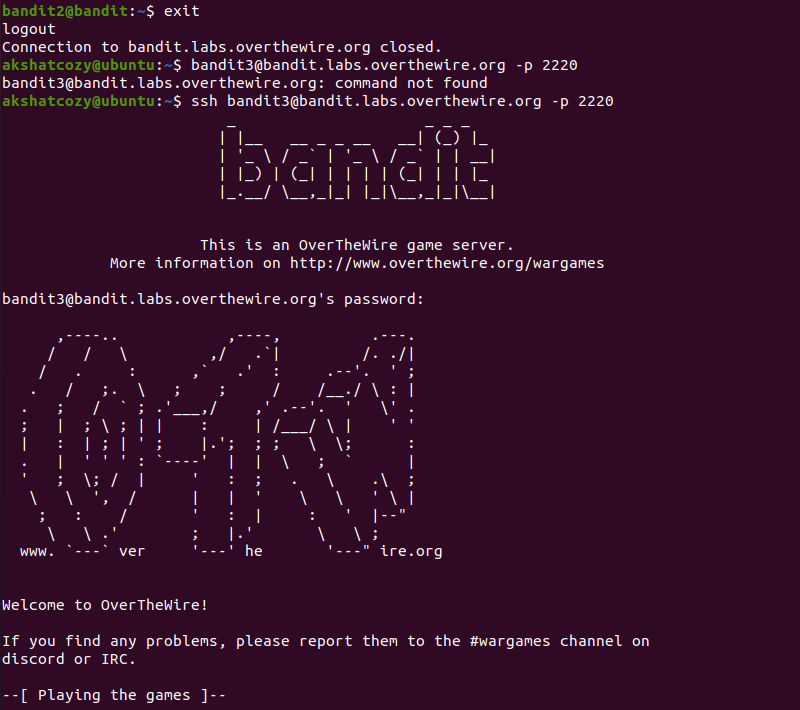 bandit2@bandit:~$ exit
logout
Connection to bandit.labs.overthewire.org closed.
akshatcozy@ubuntu:~$ bandit3@bandit.labs.overthewire.org -p 2220
bandit3@bandit.labs.overthewire.org: command not found
akshatcozy@ubuntu:~$ ssh bandit3@bandit.labs.overthewire.org -p 2220
bandit
This is an OverTheWire game server.
More information on http://www.overthewire.org/wargames
bandit3@bandit.labs.overthewire.org's password:
www. ver he ire.org
Welcome to OverTheWire!
If you find any problems, please report them to the #wargames channel on
discord or IRC.
--[ Playing the games ]--